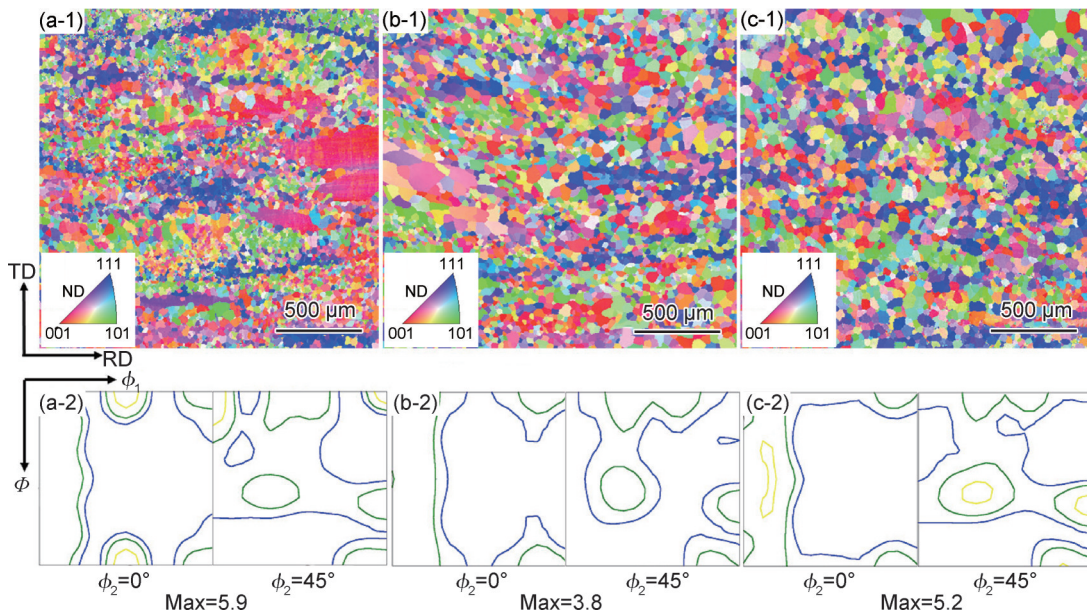 (a-1)
(b-1)
(c-1)
111
ND
001
101
500 μm
111
ND
001
101
500 μm
111
ND
001
101
500 μm
TD
RD
ϕ₁
Φ
(a-2)
(b-2)
(c-2)
ϕ₂=0°
ϕ₂=45°
ϕ₂=0°
ϕ₂=45°
ϕ₂=0°
ϕ₂=45°
Max=5.9
Max=3.8
Max=5.2